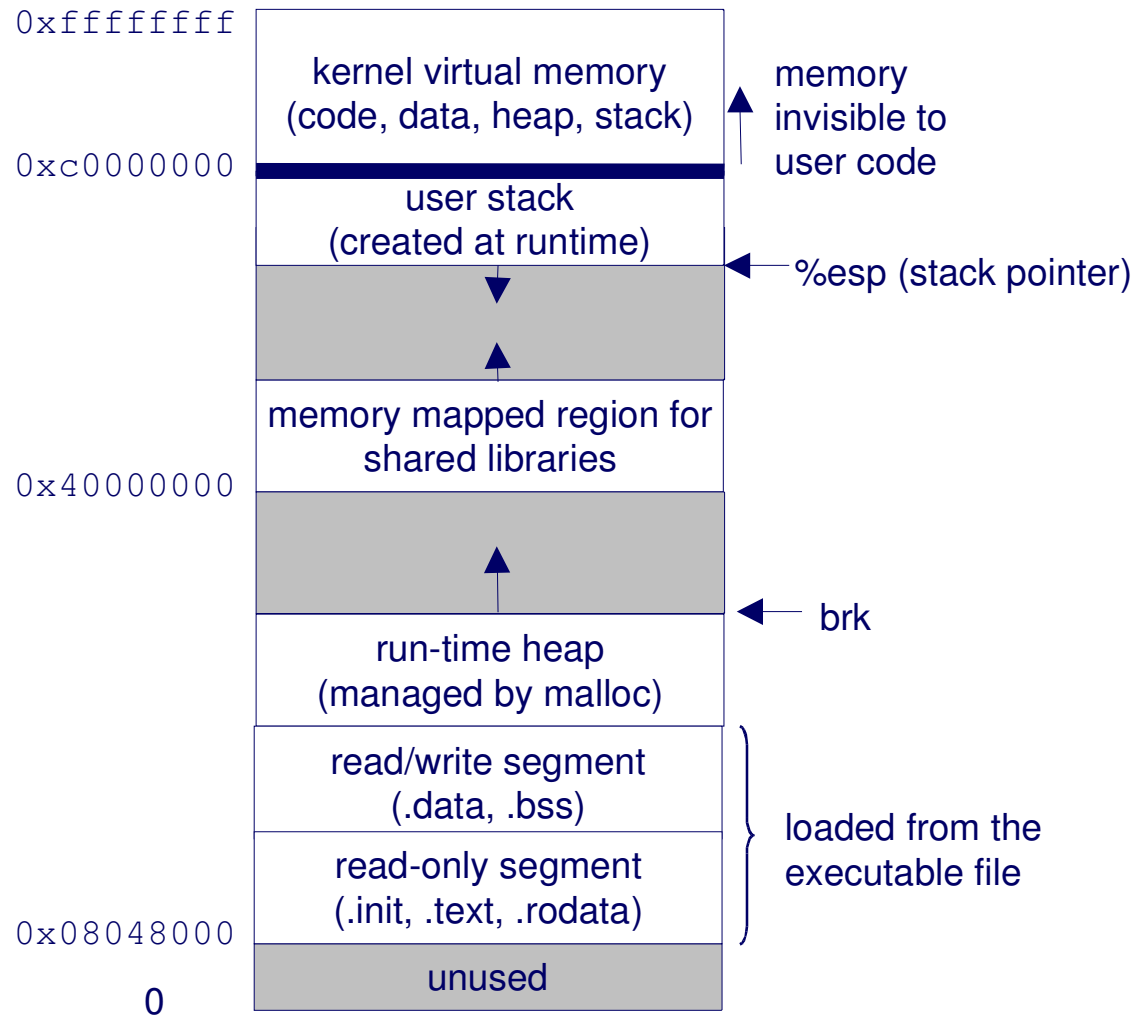 0xffffffff
kernel virtual memory
(code, data, heap, stack)
memory
invisible to
user code
0xc0000000
user stack
(created at runtime)
%esp (stack pointer)
memory mapped region for
shared libraries
0x40000000
brk
run-time heap
(managed by malloc)
read/write segment
(.data, .bss)
loaded from the
executable file
read-only segment
(.init, .text, .rodata)
0x08048000
unused
0